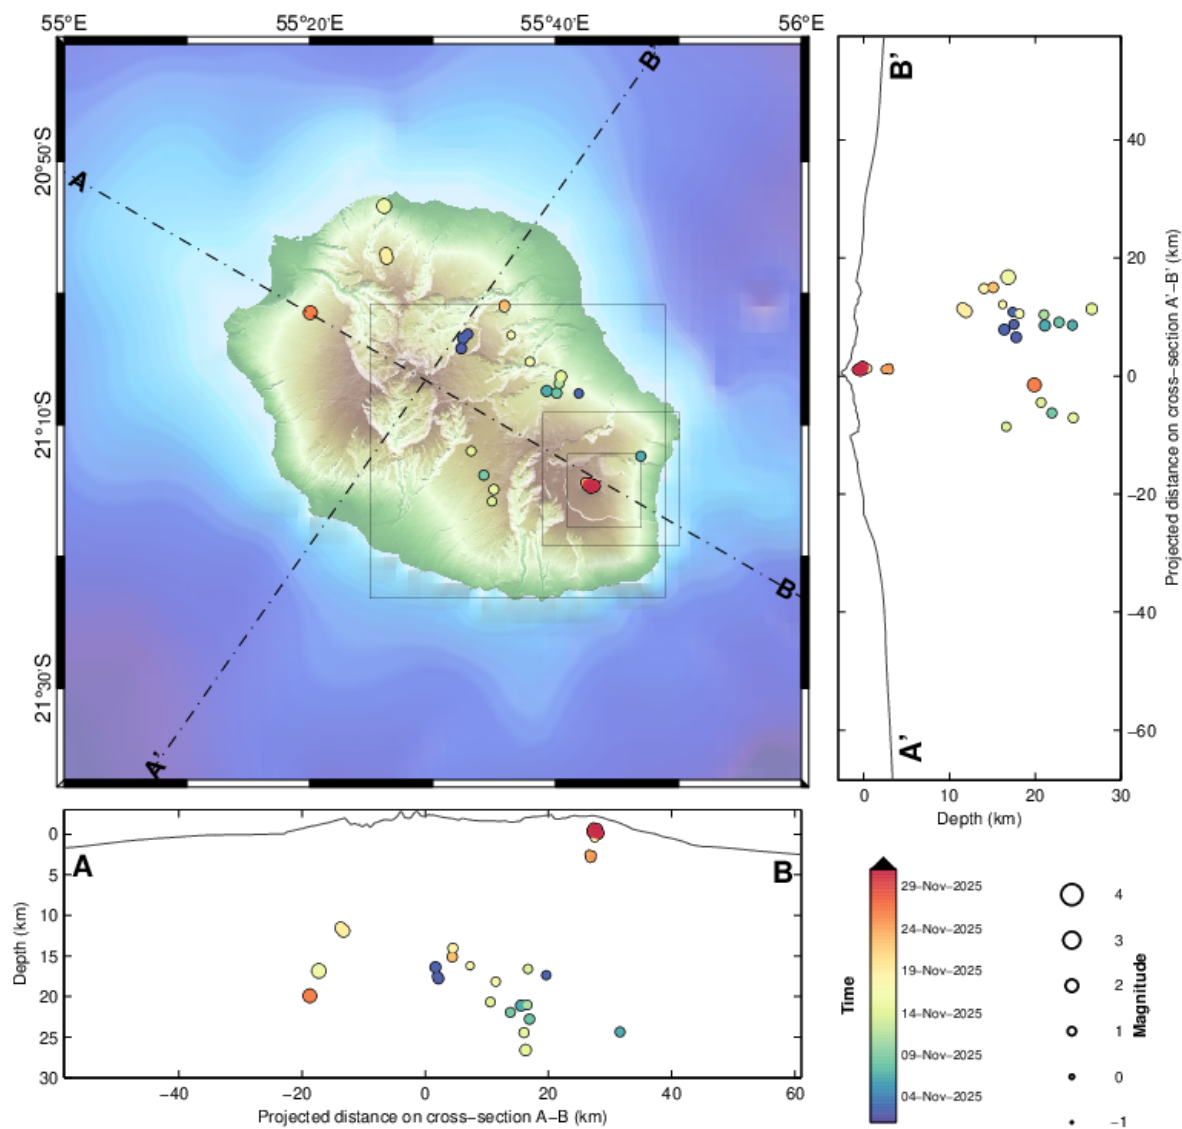 55°E 55°20'E 55°40'E 56°E
20°50'S
21°10'S
21°30'S
A
B'
A'
B
B'
A'
40
20
0
−20
−40
−60
Projected distance on cross−section A'−B' (km)
0 10 20 30
Depth (km)
A
B
0
5
10
15
20
25
30
Depth (km)
−40 −20 0 20 40 60
Projected distance on cross−section A−B (km)
Time
29−Nov−2025
24−Nov−2025
19−Nov−2025
14−Nov−2025
09−Nov−2025
04−Nov−2025
4
3
2
1
0
−1
Magnitude